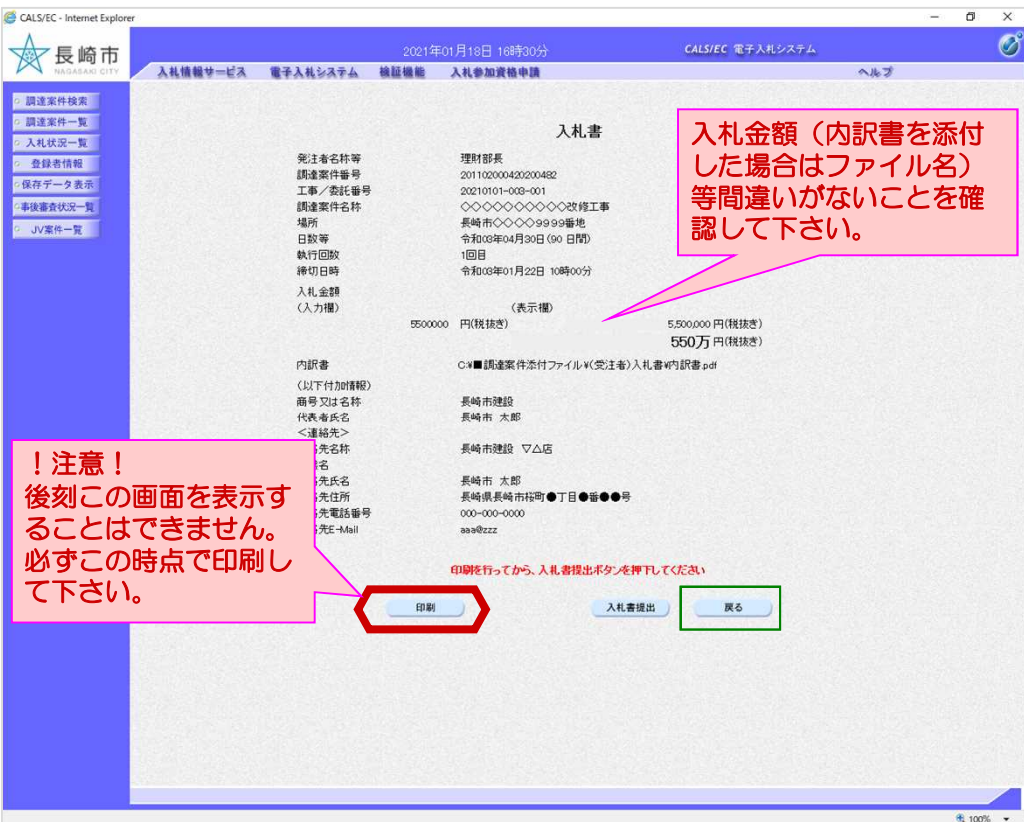 CALS/EC - Internet Explorer
長崎市
NAGASAKI CITY
2021年01月18日 16時30分
CALS/EC 電子入札システム
入札情報サービス 電子入札システム 検証機能 入札参加資格申請 ヘルプ
調達案件検索
調達案件一覧
入札状況一覧
登録者情報
保存データ表示
事後審査状況一覧
JV案件一覧
入札書
発注者名称等 理財部長
調達案件番号 201102000420200482
工事/委託番号 20210101-003-001
調達案件名称 ◇◇◇◇◇◇◇◇◇◇改修工事
場所 長崎市◇◇◇◇9999番地
日数等 令和03年04月30日(90 日間)
執行回数 1回目
締切日時 令和03年01月22日 10時00分
入札金額
(入力欄) (表示欄)
5500000 円(税抜き) 5,500,000 円(税抜き)
550万 円(税抜き)
内訳書 C:¥■調達案件添付ファイル¥(受注者)入札書¥内訳書.pdf
(以下付加情報)
商号又は名称 長崎市建設
代表者氏名 長崎市 太郎
<連絡先>
先名称 長崎市建設 ▽△店
名
先氏名 長崎市 太郎
先住所 長崎県長崎市桜町●丁目●番●●号
先電話番号 000-000-0000
先E-Mail aaa@zzz
印刷を行ってから、入札書提出ボタンを押下してください
印刷 入札書提出 戻る
入札金額(内訳書を添付
した場合はファイル名)
等間違いがないことを確
認して下さい。
!注意!
後刻この画面を表示す
ることはできません。
必ずこの時点で印刷し
て下さい。
100%